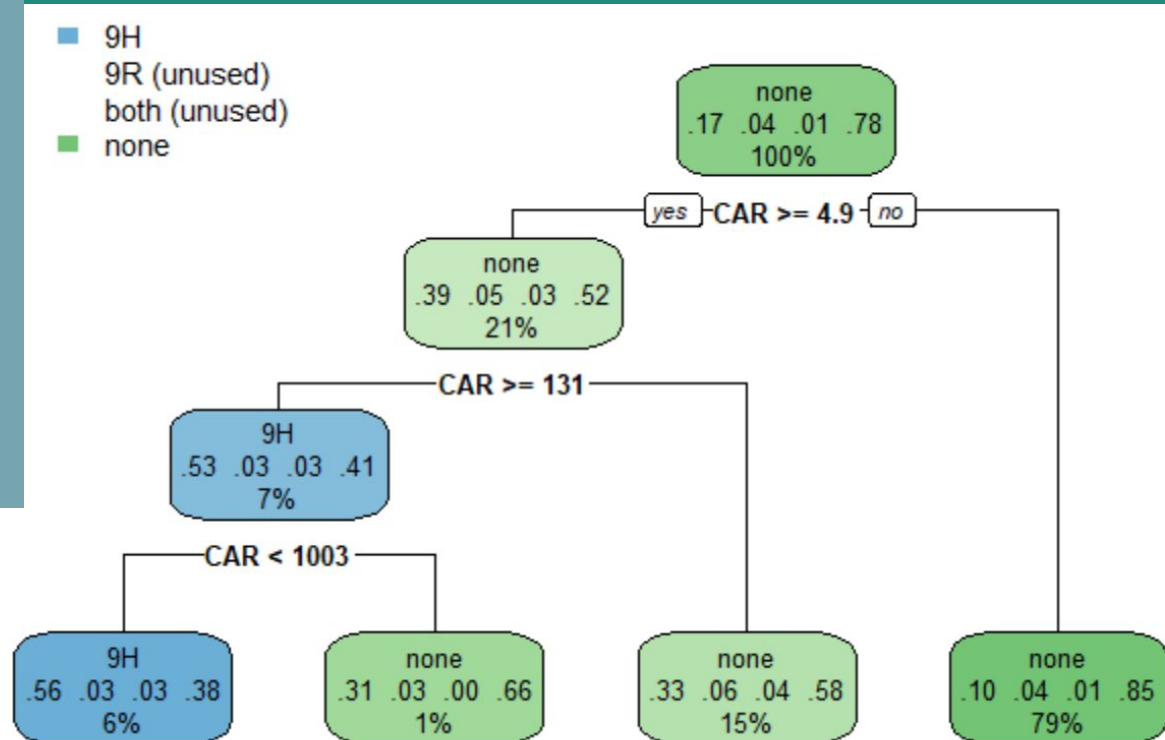 9H
9R (unused)
both (unused)
none
none
.17 .04 .01 .78
100%
yes CAR >= 4.9 no
none
.39 .05 .03 .52
21%
CAR >= 131
9H
.53 .03 .03 .41
7%
CAR < 1003
9H
.56 .03 .03 .38
6%
none
.31 .03 .00 .66
1%
none
.33 .06 .04 .58
15%
none
.10 .04 .01 .85
79%